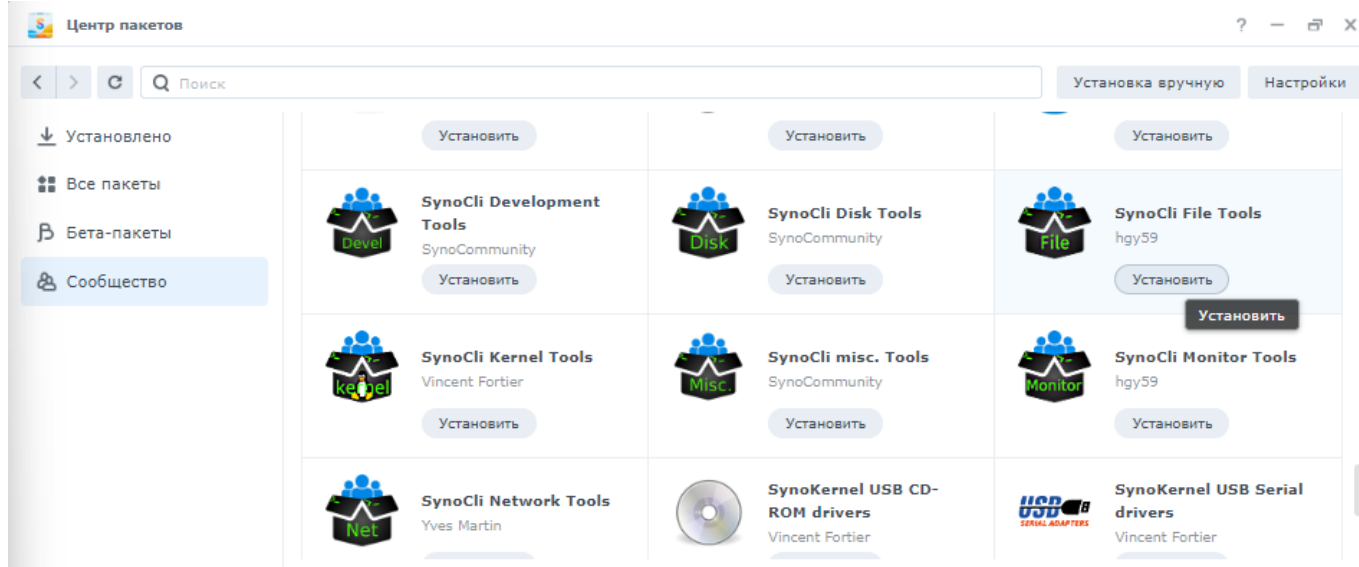 Центр пакетов
?
Поиск
Установка вручную
Настройки
Установлено
Все пакеты
Бета-пакеты
Сообщество
Установить
Установить
Установить
Devel
SynoCli Development
Tools
SynoCommunity
Установить
Disk
SynoCli Disk Tools
SynoCommunity
Установить
File
SynoCli File Tools
hgy59
Установить
Установить
kernel
SynoCli Kernel Tools
Vincent Fortier
Установить
Misc.
SynoCli misc. Tools
SynoCommunity
Установить
Monitor
SynoCli Monitor Tools
hgy59
Установить
Net
SynoCli Network Tools
Yves Martin
SynoKernel USB CD-
ROM drivers
Vincent Fortier
USB
SERIAL ADAPTERS
SynoKernel USB Serial
drivers
Vincent Fortier